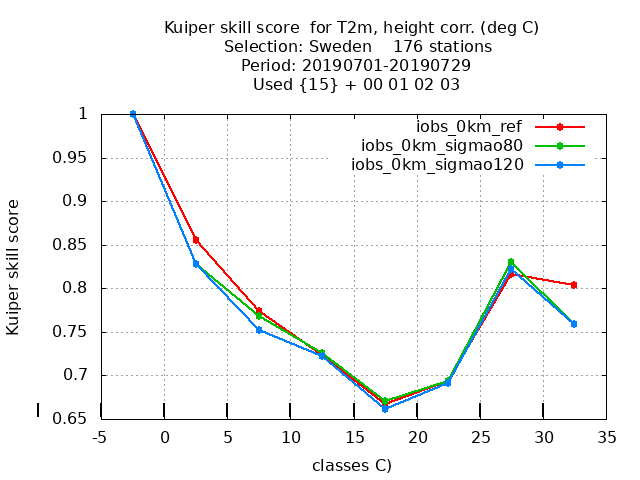 Kuiper skill score  for T2m, height corr. (deg C)
Selection: Sweden    176 stations
Period: 20190701-20190729
Used {15} + 00 01 02 03
iobs_0km_ref
iobs_0km_sigmao80
iobs_0km_sigmao120
Kuiper skill score
1
0.95
0.9
0.85
0.8
0.75
0.7
0.65
-5 0 5 10 15 20 25 30 35
classes C)